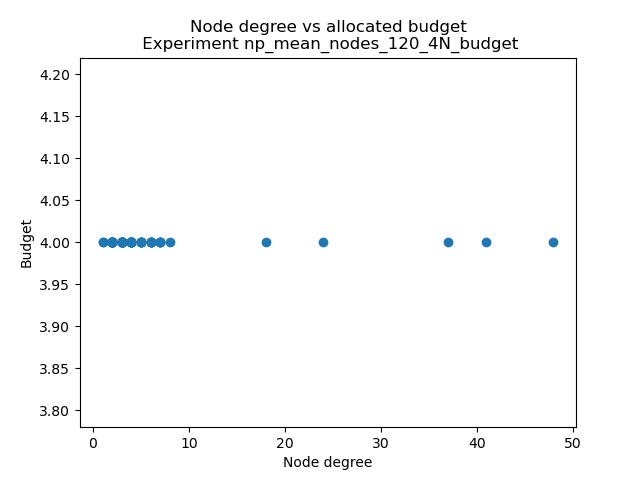 Node degree vs allocated budget
Experiment np_mean_nodes_120_4N_budget
4.20
4.15
4.10
4.05
4.00
3.95
3.90
3.85
3.80
Budget
0 10 20 30 40 50
Node degree